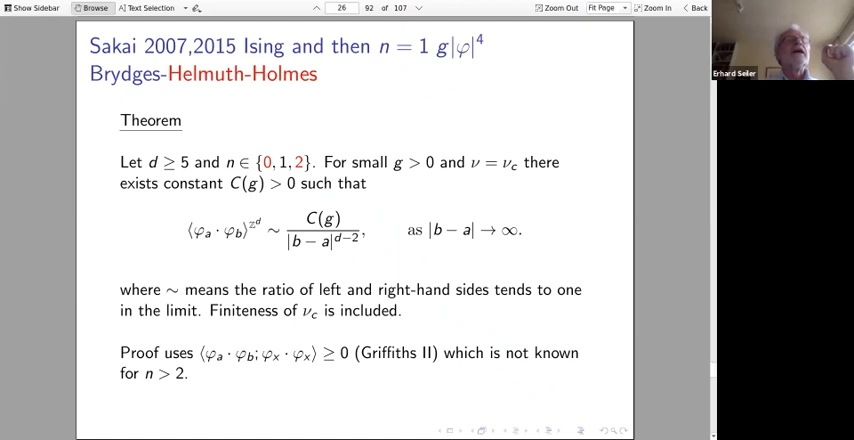 Show Sidebar Browse Text Selection 26 92 of 107 Zoom Out Fit Page Zoom In Back
Sakai 2007,2015 Ising and then n = 1 g|φ|⁴
Brydges-Helmuth-Holmes
Erhard Seiler
Theorem
Let d ≥ 5 and n ∈ {0, 1, 2}. For small g > 0 and ν = ν_c there
exists constant C(g) > 0 such that
⟨φ_a · φ_b⟩^{ℤ^d} ∼ C(g) / |b − a|^{d−2}, as |b − a| → ∞.
where ∼ means the ratio of left and right-hand sides tends to one
in the limit. Finiteness of ν_c is included.
Proof uses ⟨φ_a · φ_b; φ_x · φ_x⟩ ≥ 0 (Griffiths II) which is not known
for n > 2.